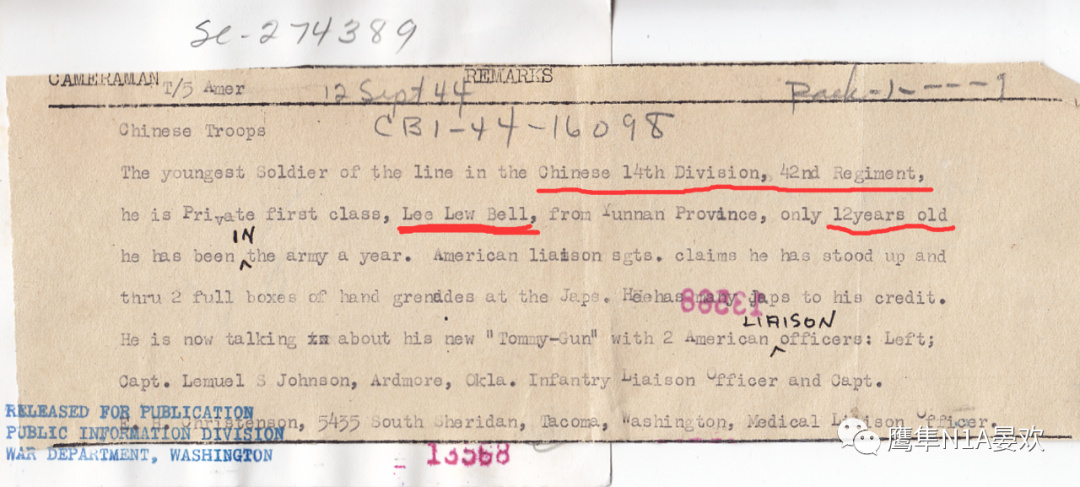 Sc-274389
CAMERAMAN T/5 Amer REMARKS
12 Sept 44
Chinese Troops CBI-44-16098
The youngest Soldier of the line in the Chinese 14th Division, 42nd Regiment,
he is Private first class, Lee Lew Bell, from Yunnan Province, only 12years old
he has been IN the army a year. American liaison sgts. claims he has stood up and
thru 2 full boxes of hand grenades at the Japs. Heehas many japs to his credit.
He is now talking about his new "Tommy-Gun" with 2 American LIAISON officers: Left;
Capt. Lemuel S Johnson, Ardmore, Okla. Infantry Liaison Officer and Capt.
Christenson, 5435 South Sheridan, Tacoma, Washington, Medical Liaison Officer.
RELEASED FOR PUBLICATION
PUBLIC INFORMATION DIVISION
WAR DEPARTMENT, WASHINGTON
13568
鹰隼N1A晏欢